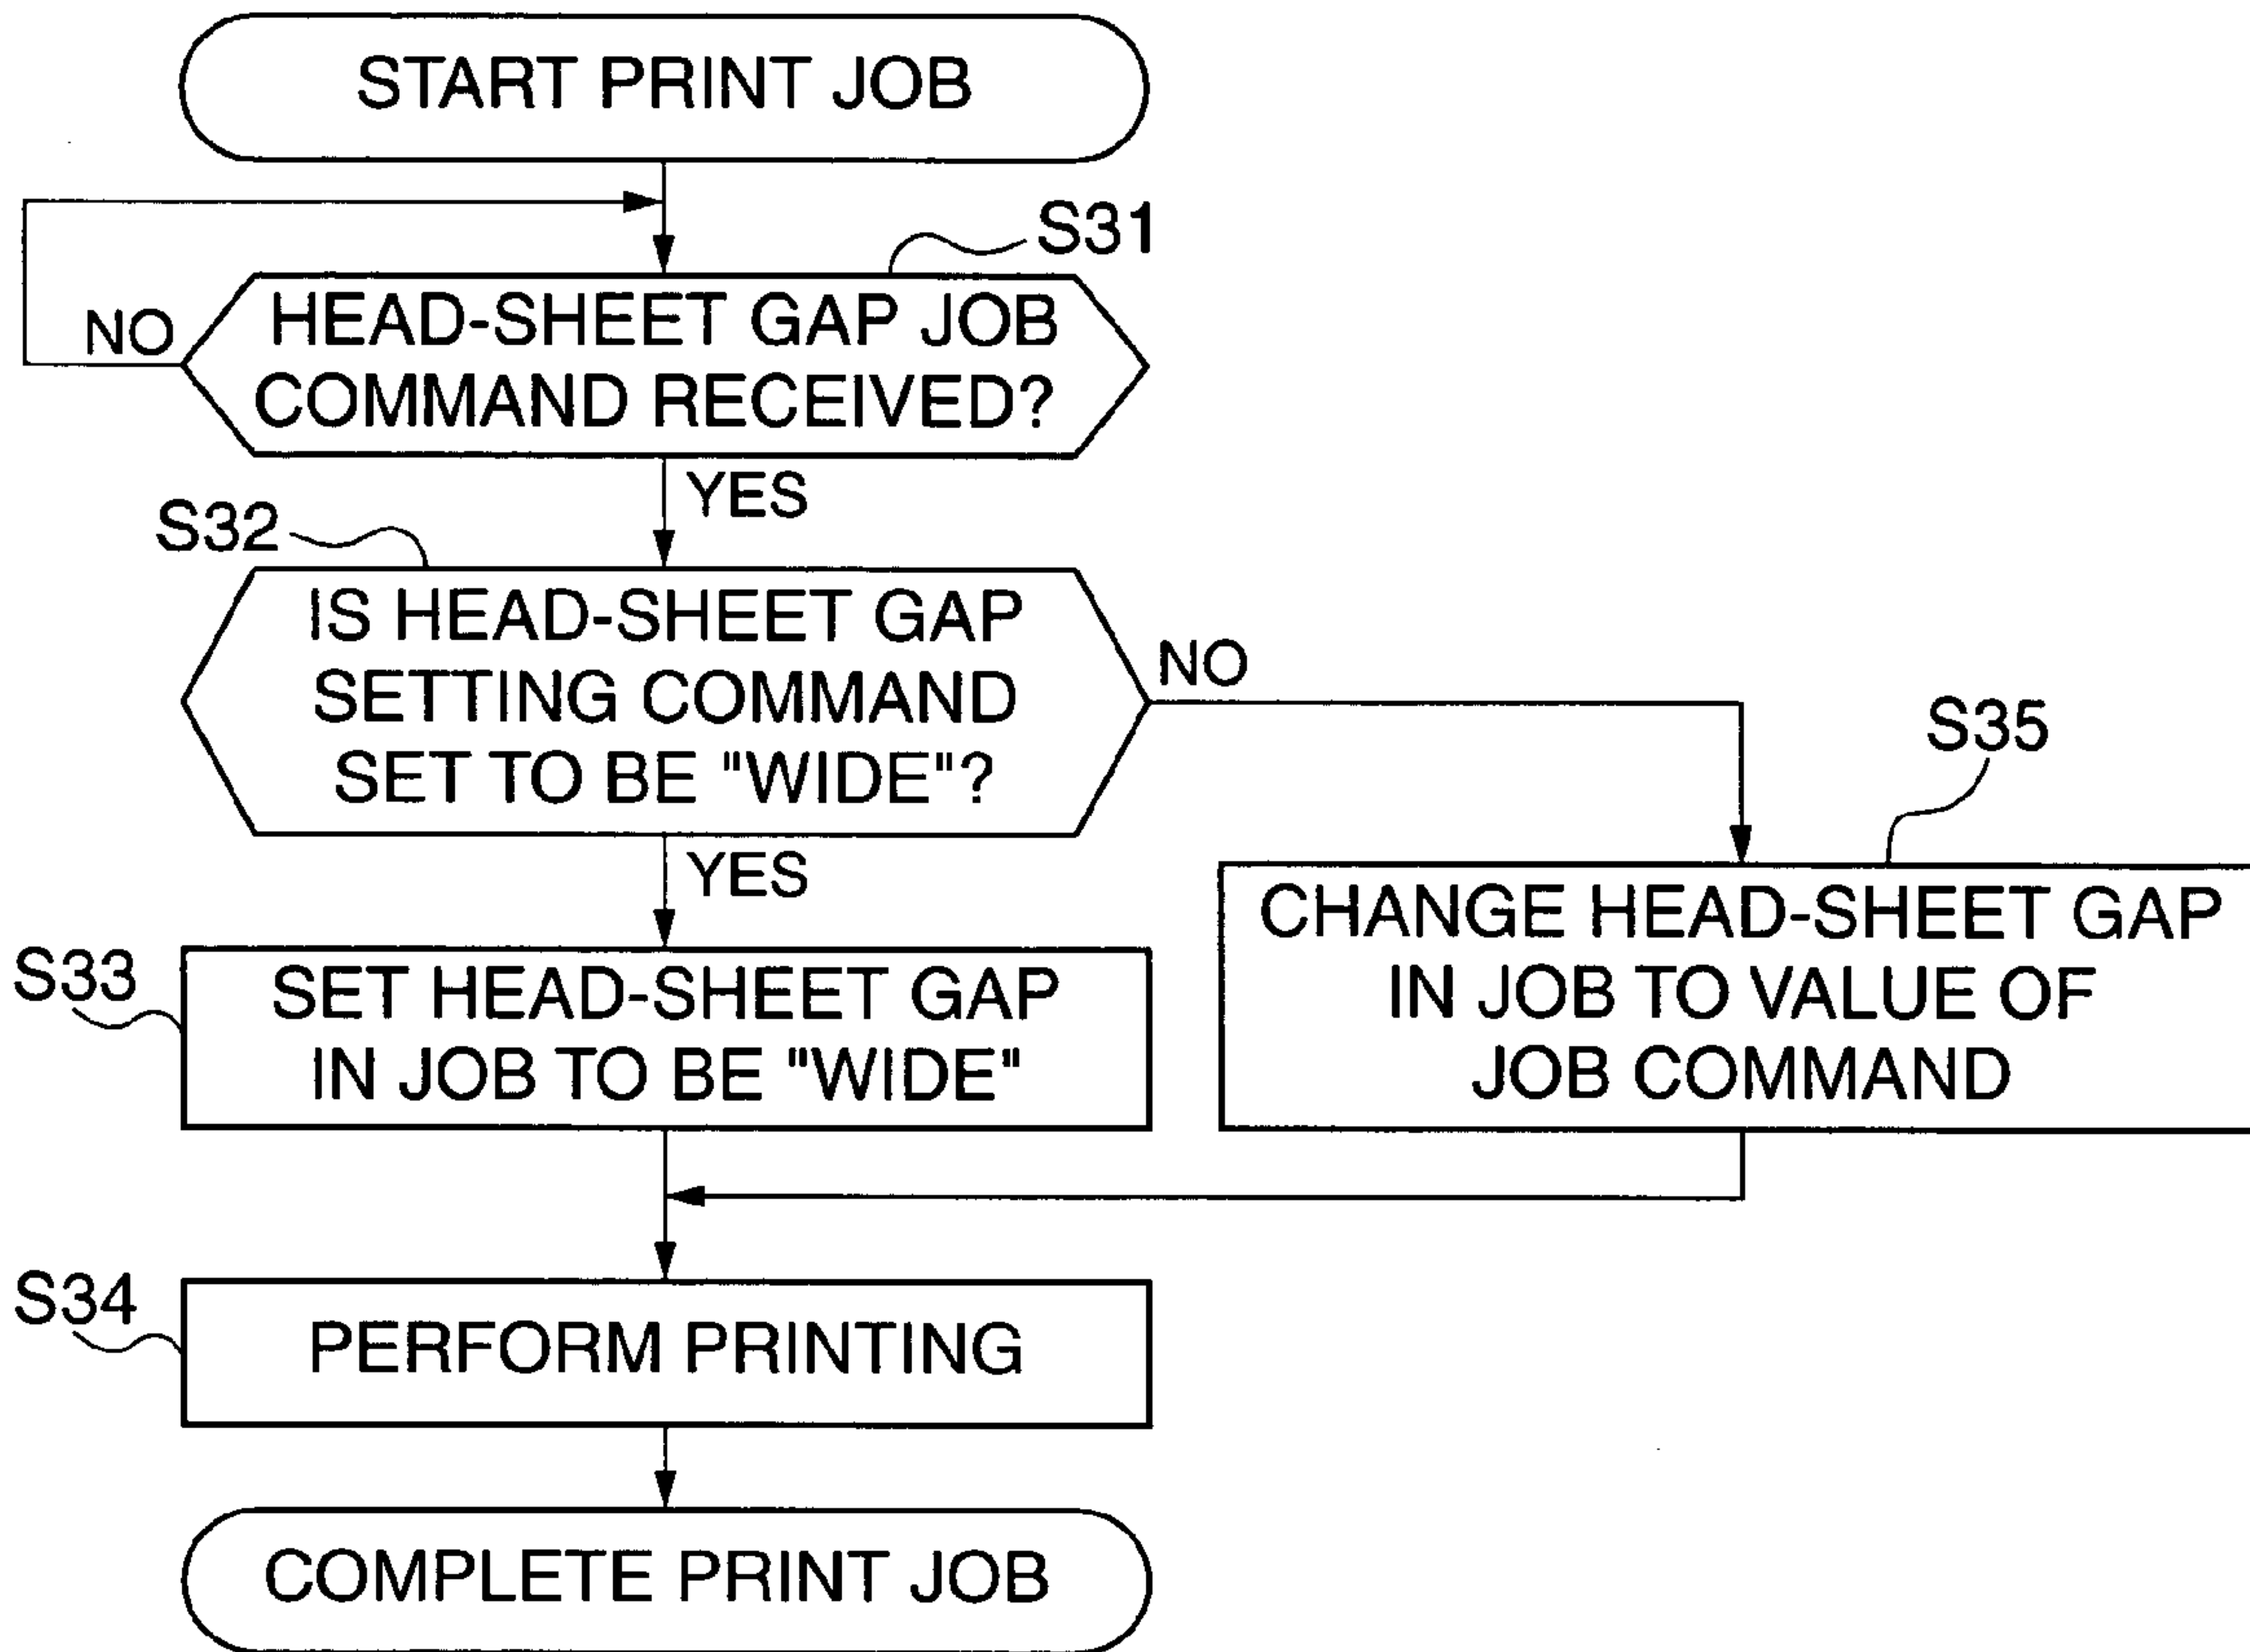 START PRINT JOB
S31
HEAD-SHEET GAP JOB
COMMAND RECEIVED?
NO
YES
S32
IS HEAD-SHEET GAP
SETTING COMMAND
SET TO BE "WIDE"?
NO
YES
S35
CHANGE HEAD-SHEET GAP
IN JOB TO VALUE OF
JOB COMMAND
S33
SET HEAD-SHEET GAP
IN JOB TO BE "WIDE"
S34
PERFORM PRINTING
COMPLETE PRINT JOB